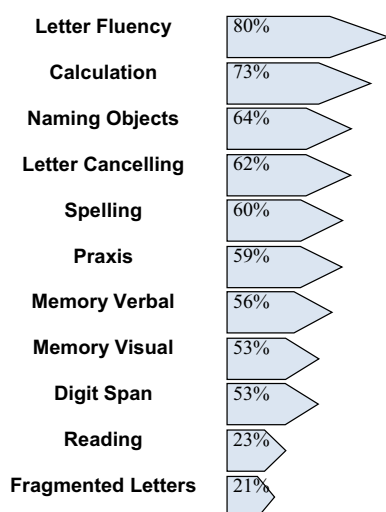 Letter Fluency 80%
Calculation 73%
Naming Objects 64%
Letter Cancelling 62%
Spelling 60%
Praxis 59%
Memory Verbal 56%
Memory Visual 53%
Digit Span 53%
Reading 23%
Fragmented Letters 21%